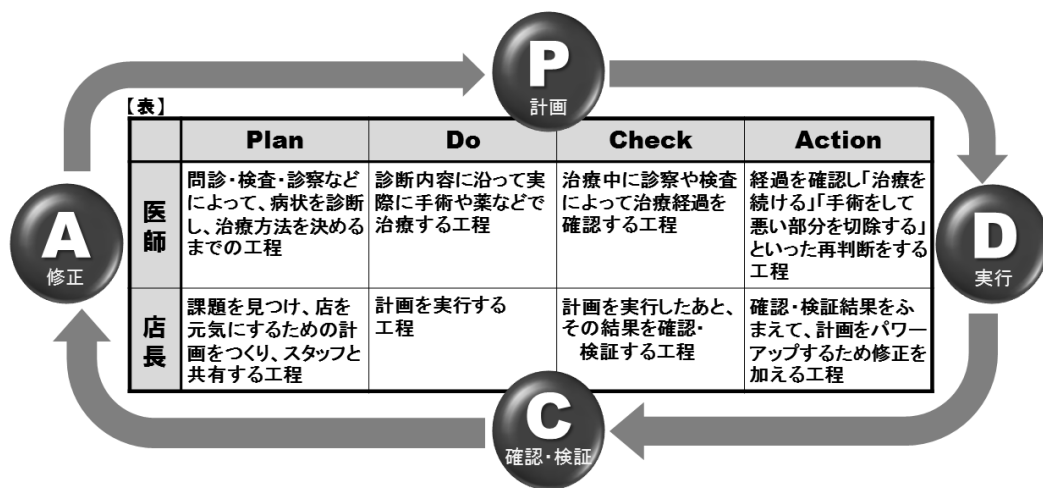 P
計画
【表】
Plan
Do
Check
Action
医師
問診・検査・診察など
によって、病状を診断
し、治療方法を決める
までの工程
診断内容に沿って実
際に手術や薬などで
治療する工程
治療中に診察や検査
によって治療経過を
確認する工程
経過を確認し「治療を
続ける」「手術をして
悪い部分を切除する」
といった再判断をする
工程
店長
課題を見つけ、店を
元気にするための計
画をつくり、スタッフと
共有する工程
計画を実行する
工程
計画を実行したあと、
その結果を確認・
検証する工程
確認・検証結果をふ
まえて、計画をパワー
アップするため修正を
加える工程
A
修正
D
実行
C
確認・検証